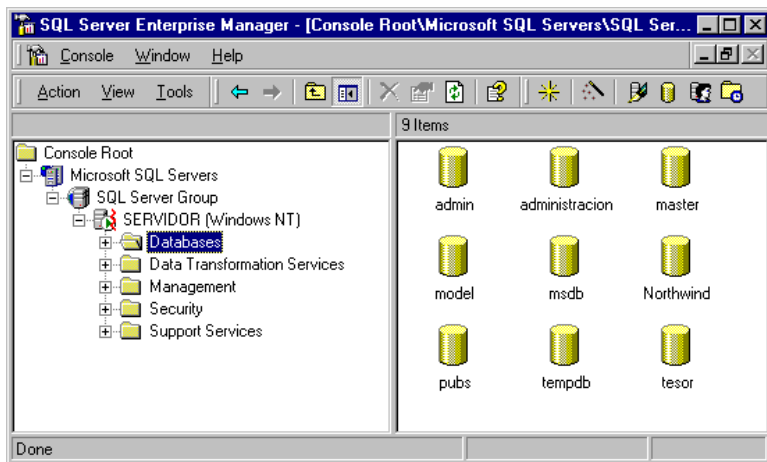 SQL Server Enterprise Manager - [Console Root\Microsoft SQL Servers\SQL Ser...
Console Window Help
Action View Tools
9 Items
Console Root
Microsoft SQL Servers
SQL Server Group
SERVIDOR (Windows NT)
Databases
Data Transformation Services
Management
Security
Support Services
admin administracion master
model msdb Northwind
pubs tempdb tesor
Done